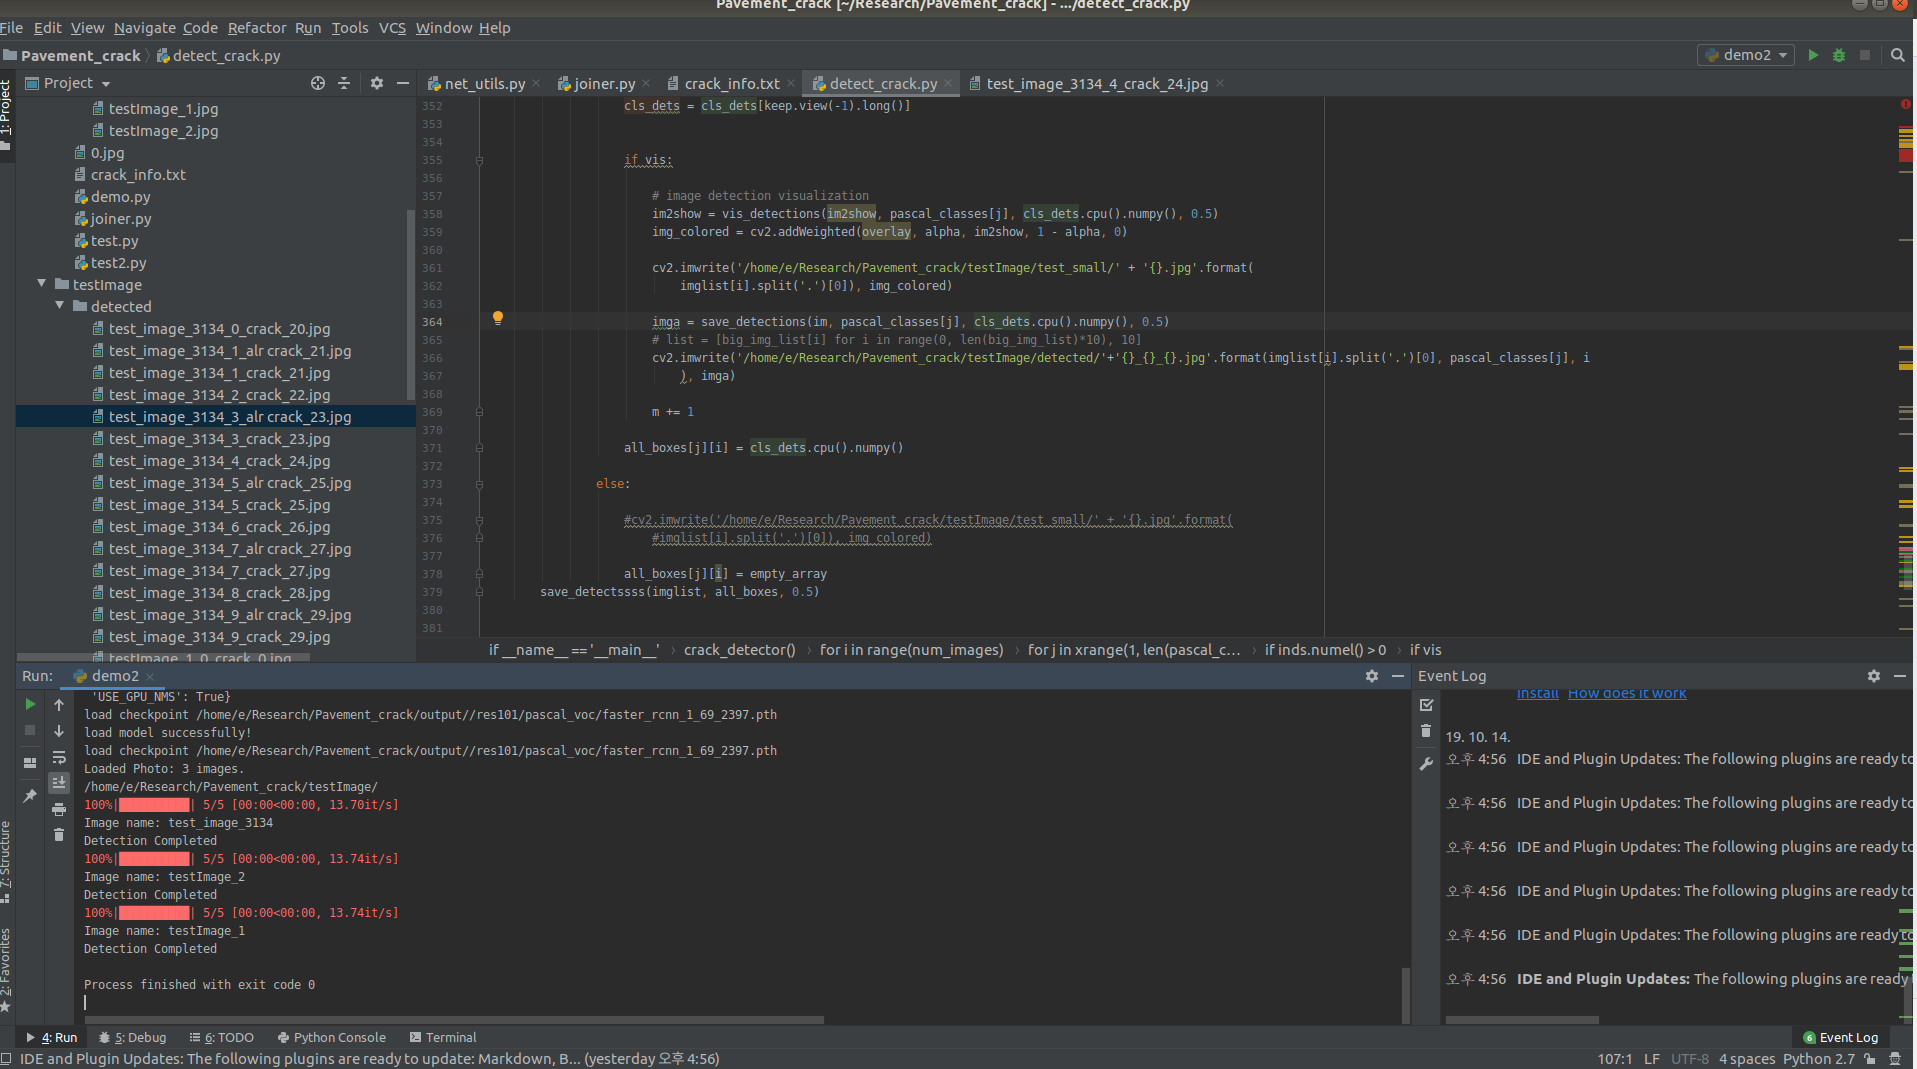 Pavement_crack [~/Research/Pavement_crack] - .../detect_crack.py
File Edit View Navigate Code Refactor Run Tools VCS Window Help
Pavement_crack detect_crack.py demo2
Project net_utils.py joiner.py crack_info.txt detect_crack.py test_image_3134_4_crack_24.jpg
1: Project
testImage_1.jpg
testImage_2.jpg
0.jpg
crack_info.txt
demo.py
joiner.py
test.py
test2.py
testImage
detected
test_image_3134_0_crack_20.jpg
test_image_3134_1_alr crack_21.jpg
test_image_3134_1_crack_21.jpg
test_image_3134_2_crack_22.jpg
test_image_3134_3_alr crack_23.jpg
test_image_3134_3_crack_23.jpg
test_image_3134_4_crack_24.jpg
test_image_3134_5_alr crack_25.jpg
test_image_3134_5_crack_25.jpg
test_image_3134_6_crack_26.jpg
test_image_3134_7_alr crack_27.jpg
test_image_3134_7_crack_27.jpg
test_image_3134_8_crack_28.jpg
test_image_3134_9_alr crack_29.jpg
test_image_3134_9_crack_29.jpg
testImage_1_0_crack_0.jpg
352 cls_dets = cls_dets[keep.view(-1).long()]
353
354
355 if vis:
356
357 # image detection visualization
358 im2show = vis_detections(im2show, pascal_classes[j], cls_dets.cpu().numpy(), 0.5)
359 img_colored = cv2.addWeighted(overlay, alpha, im2show, 1 - alpha, 0)
360
361 cv2.imwrite('/home/e/Research/Pavement_crack/testImage/test_small/' + '{}.jpg'.format(
362 imglist[i].split('.')[0]), img_colored)
363
364 imga = save_detections(im, pascal_classes[j], cls_dets.cpu().numpy(), 0.5)
365 # list = [big_img_list[i] for i in range(0, len(big_img_list)*10), 10]
366 cv2.imwrite('/home/e/Research/Pavement_crack/testImage/detected/'+'{}_{}_{}.jpg'.format(imglist[i].split('.')[0], pascal_classes[j], i
367 ), imga)
368
369 m += 1
370
371 all_boxes[j][i] = cls_dets.cpu().numpy()
372
373 else:
374
375 #cv2.imwrite('/home/e/Research/Pavement_crack/testImage/test_small/' + '{}.jpg'.format(
376 #imglist[i].split('.')[0]), img_colored)
377
378 all_boxes[j][i] = empty_array
379 save_detectssss(imglist, all_boxes, 0.5)
380
381
if __name__ == '__main__' › crack_detector() › for i in range(num_images) › for j in xrange(1, len(pascal_c... › if inds.numel() > 0 › if vis
Run: demo2
'USE_GPU_NMS': True}
load checkpoint /home/e/Research/Pavement_crack/output//res101/pascal_voc/faster_rcnn_1_69_2397.pth
load model successfully!
load checkpoint /home/e/Research/Pavement_crack/output//res101/pascal_voc/faster_rcnn_1_69_2397.pth
Loaded Photo: 3 images.
/home/e/Research/Pavement_crack/testImage/
100%|██████████| 5/5 [00:00<00:00, 13.70it/s]
Image name: test_image_3134
Detection Completed
100%|██████████| 5/5 [00:00<00:00, 13.74it/s]
Image name: testImage_2
Detection Completed
100%|██████████| 5/5 [00:00<00:00, 13.74it/s]
Image name: testImage_1
Detection Completed
Process finished with exit code 0
Event Log
Install How does it work
19. 10. 14.
오후 4:56 IDE and Plugin Updates: The following plugins are ready to
오후 4:56 IDE and Plugin Updates: The following plugins are ready to
오후 4:56 IDE and Plugin Updates: The following plugins are ready to
오후 4:56 IDE and Plugin Updates: The following plugins are ready to
오후 4:56 IDE and Plugin Updates: The following plugins are ready to
오후 4:56 IDE and Plugin Updates: The following plugins are ready
7: Structure
2: Favorites
4: Run 5: Debug 6: TODO Python Console Terminal 6 Event Log
IDE and Plugin Updates: The following plugins are ready to update: Markdown, B... (yesterday 오후 4:56) 107:1 LF UTF-8 4 spaces Python 2.7